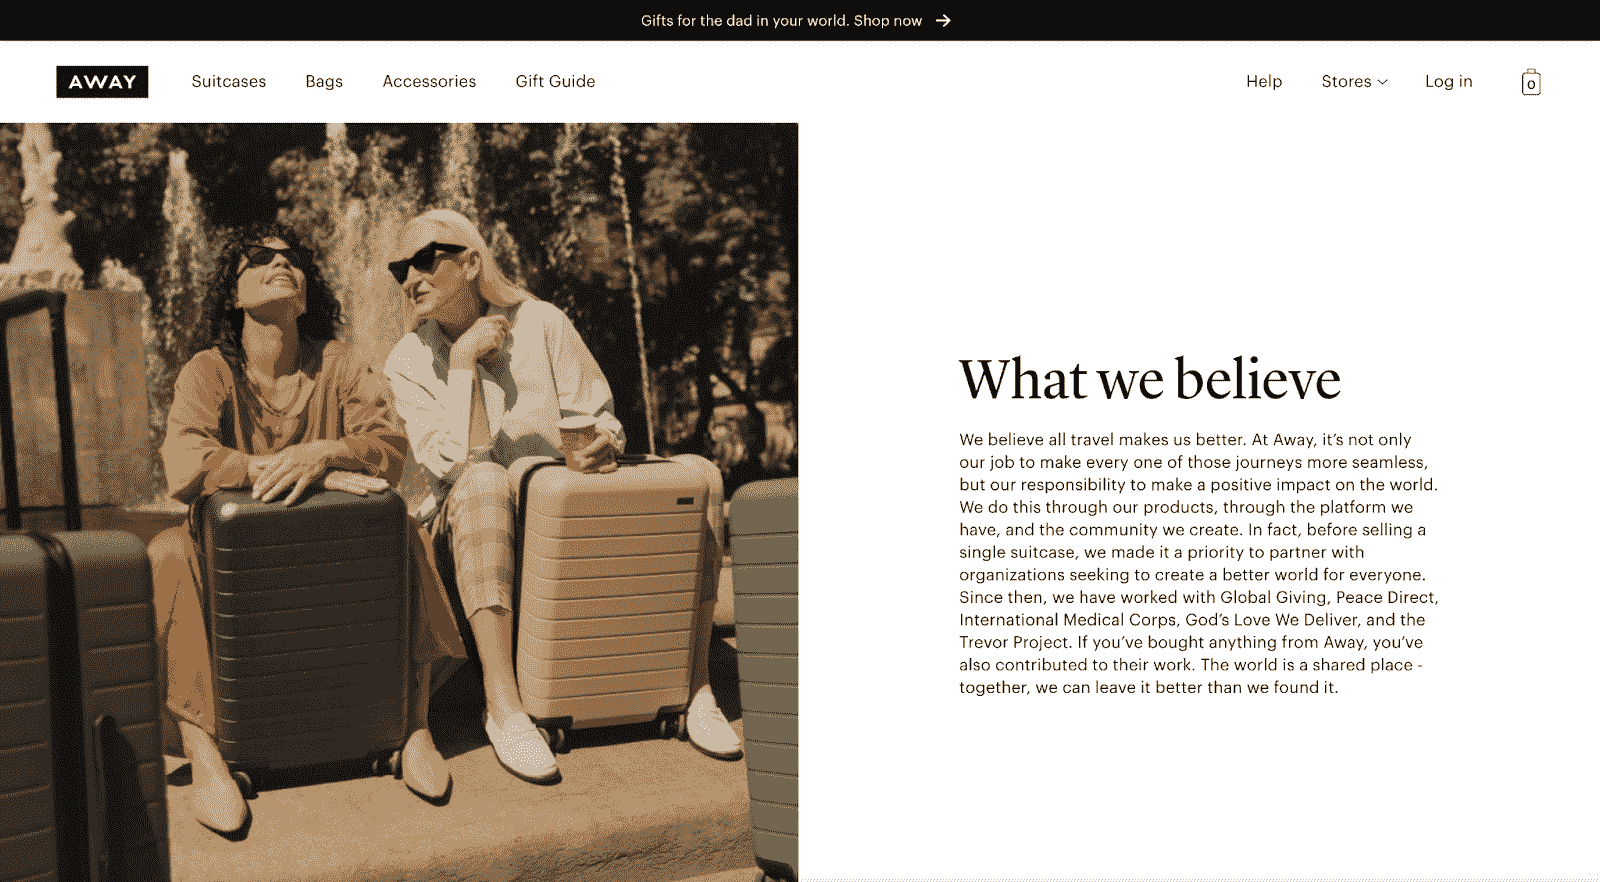 Gifts for the dad in your world. Shop now →
AWAY
Suitcases Bags Accessories Gift Guide
Help Stores Log in 0
What we believe
We believe all travel makes us better. At Away, it’s not only
our job to make every one of those journeys more seamless,
but our responsibility to make a positive impact on the world.
We do this through our products, through the platform we
have, and the community we create. In fact, before selling a
single suitcase, we made it a priority to partner with
organizations seeking to create a better world for everyone.
Since then, we have worked with Global Giving, Peace Direct,
International Medical Corps, God’s Love We Deliver, and the
Trevor Project. If you’ve bought anything from Away, you’ve
also contributed to their work. The world is a shared place -
together, we can leave it better than we found it.